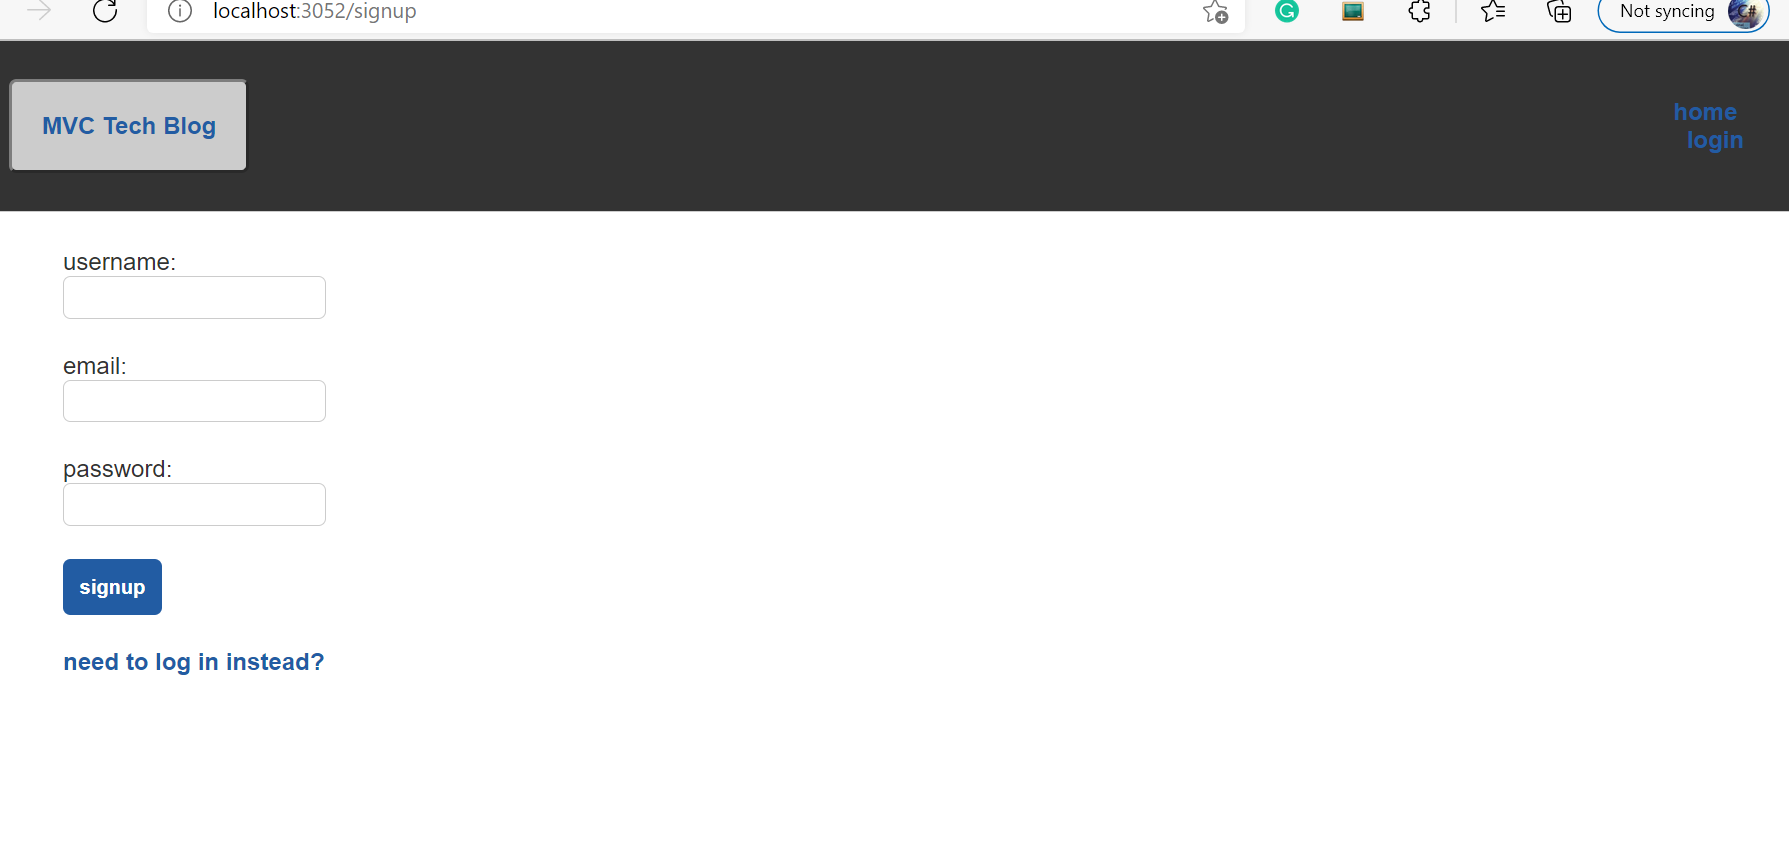 localhost:3052/signup
Not syncing
C#
MVC Tech Blog
home
login
username:
email:
password:
signup
need to log in instead?